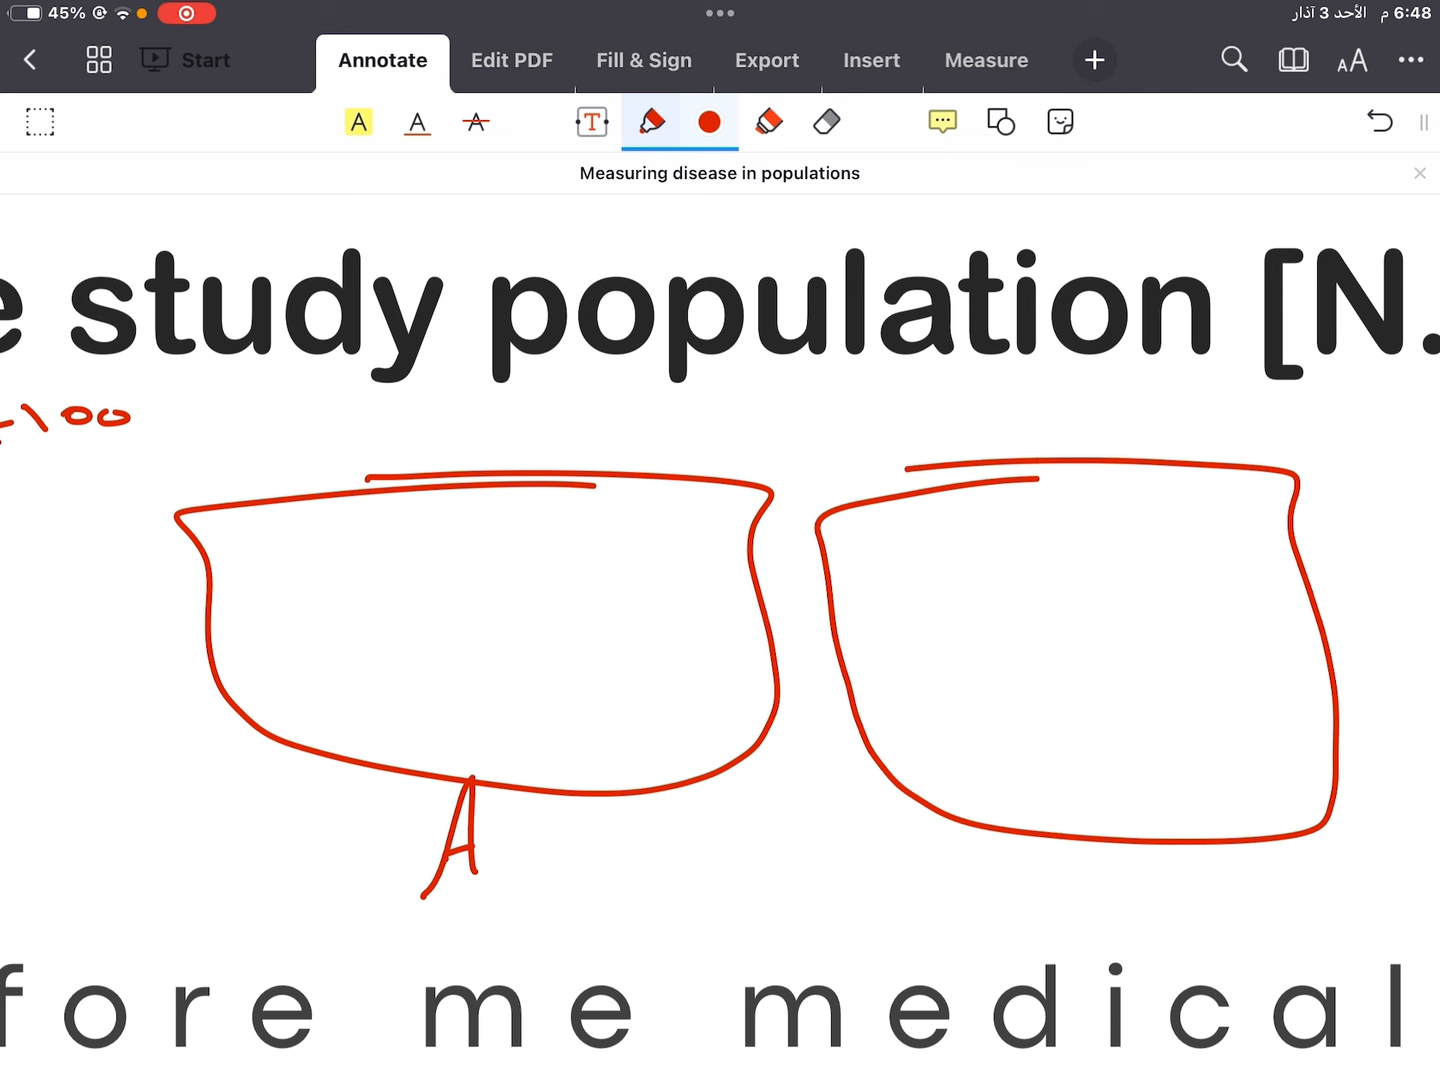 45% 6:48 م الأحد 3 آذار
Start Annotate Edit PDF Fill & Sign Export Insert Measure
Measuring disease in populations
e study population [N.
100
A
fore me medical